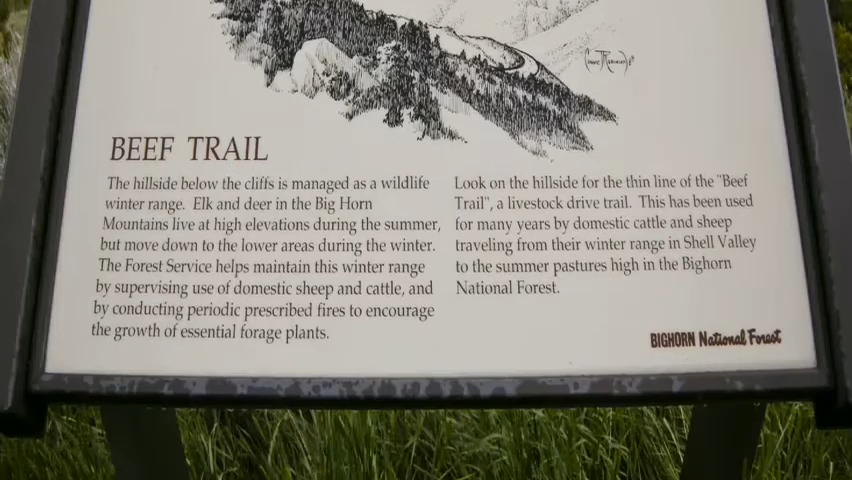 BEEF TRAIL
The hillside below the cliffs is managed as a wildlife
winter range. Elk and deer in the Big Horn
Mountains live at high elevations during the summer,
but move down to the lower areas during the winter.
The Forest Service helps maintain this winter range
by supervising use of domestic sheep and cattle, and
by conducting periodic prescribed fires to encourage
the growth of essential forage plants.
Look on the hillside for the thin line of the "Beef
Trail", a livestock drive trail. This has been used
for many years by domestic cattle and sheep
traveling from their winter range in Shell Valley
to the summer pastures high in the Bighorn
National Forest.
BIGHORN National Forest